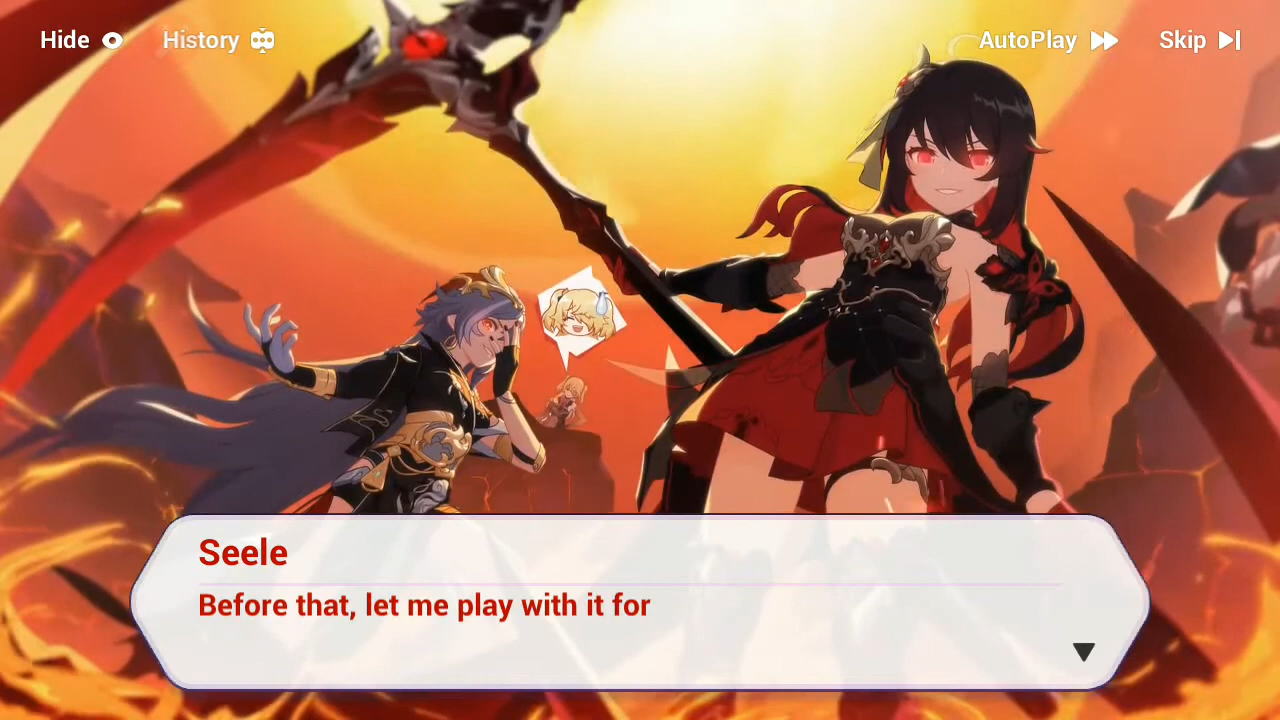 Hide
History
AutoPlay
Skip
Seele
Before that, let me play with it for